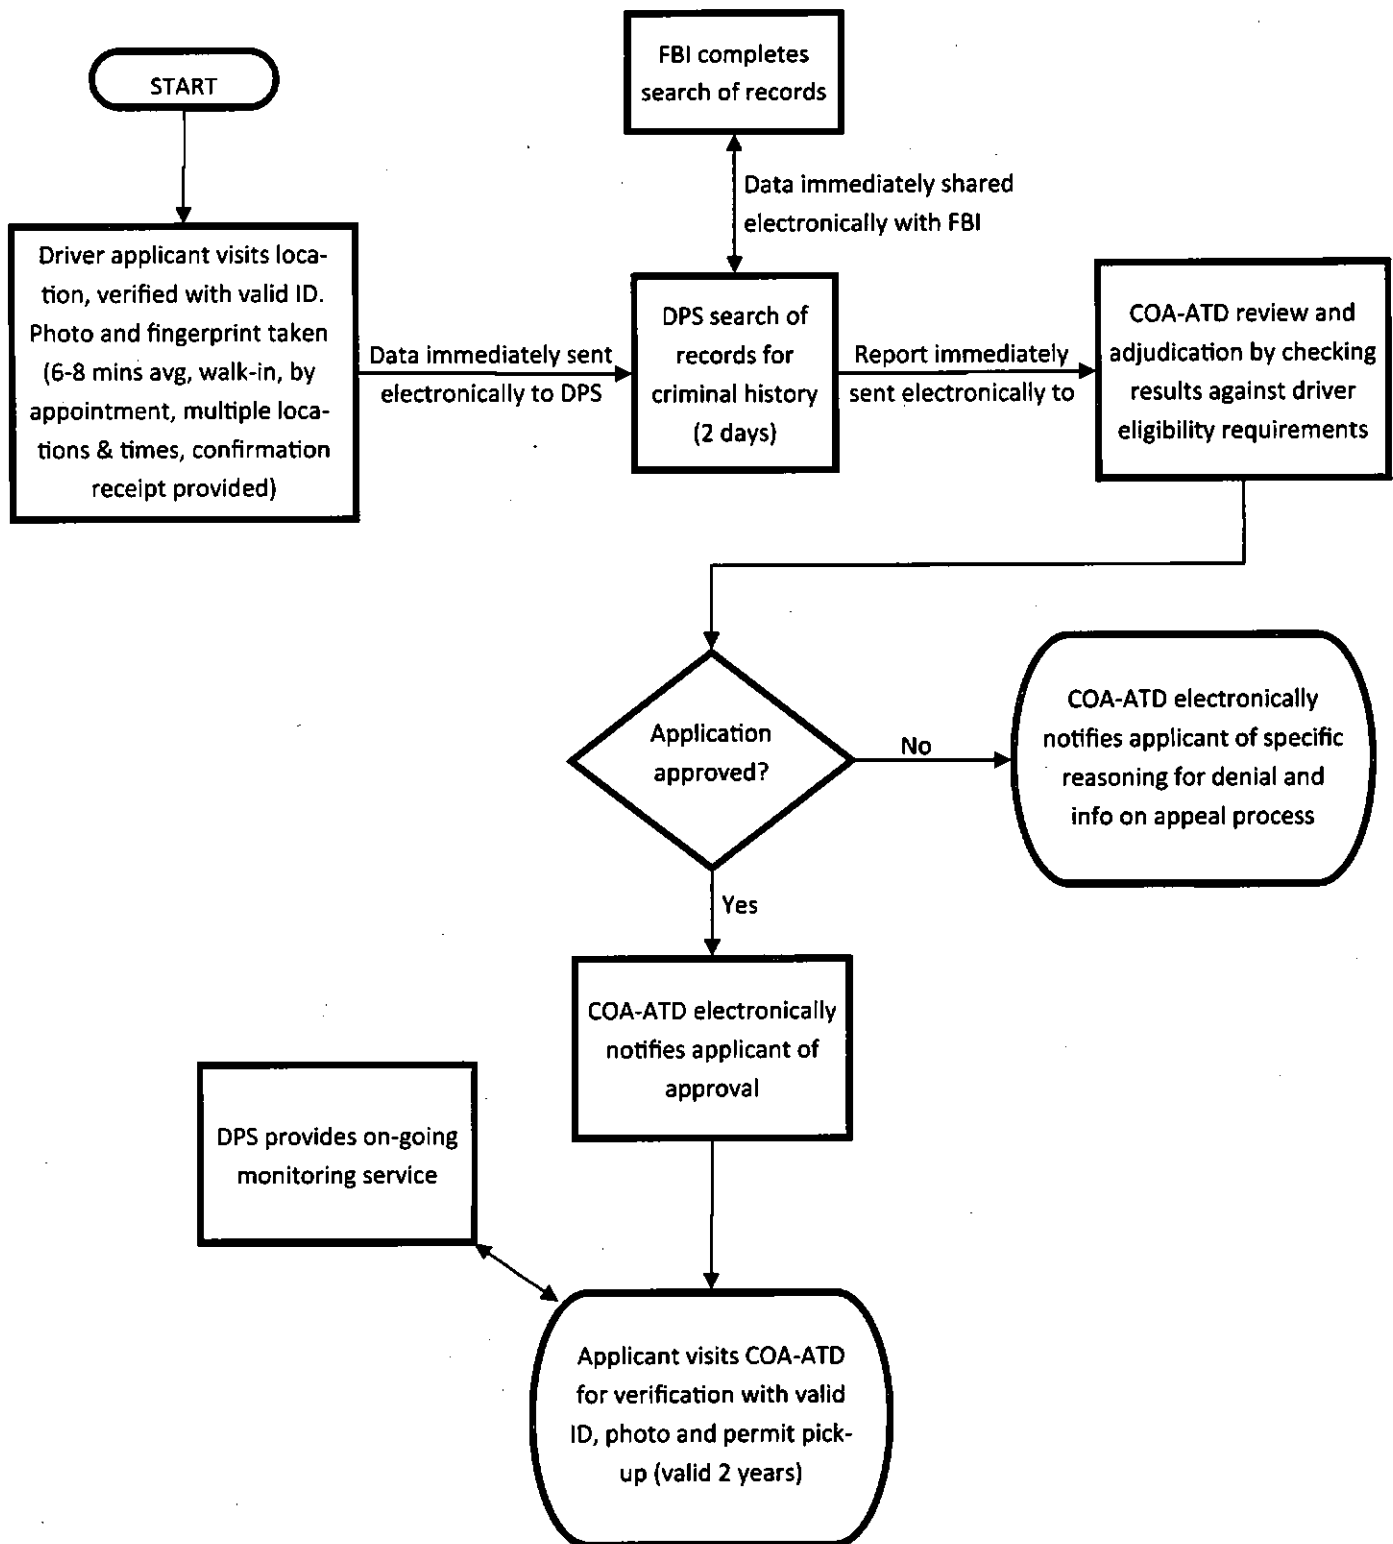 START
FBI completes
search of records
Data immediately shared
electronically with FBI
Driver applicant visits loca-
tion, verified with valid ID.
Photo and fingerprint taken
(6-8 mins avg, walk-in, by
appointment, multiple loca-
tions & times, confirmation
receipt provided)
Data immediately sent
electronically to DPS
DPS search of
records for
criminal history
(2 days)
Report immediately
sent electronically to
COA-ATD review and
adjudication by checking
results against driver
eligibility requirements
Application
approved?
No
COA-ATD electronically
notifies applicant of specific
reasoning for denial and
info on appeal process
Yes
COA-ATD electronically
notifies applicant of
approval
DPS provides on-going
monitoring service
Applicant visits COA-ATD
for verification with valid
ID, photo and permit pick-
up (valid 2 years)